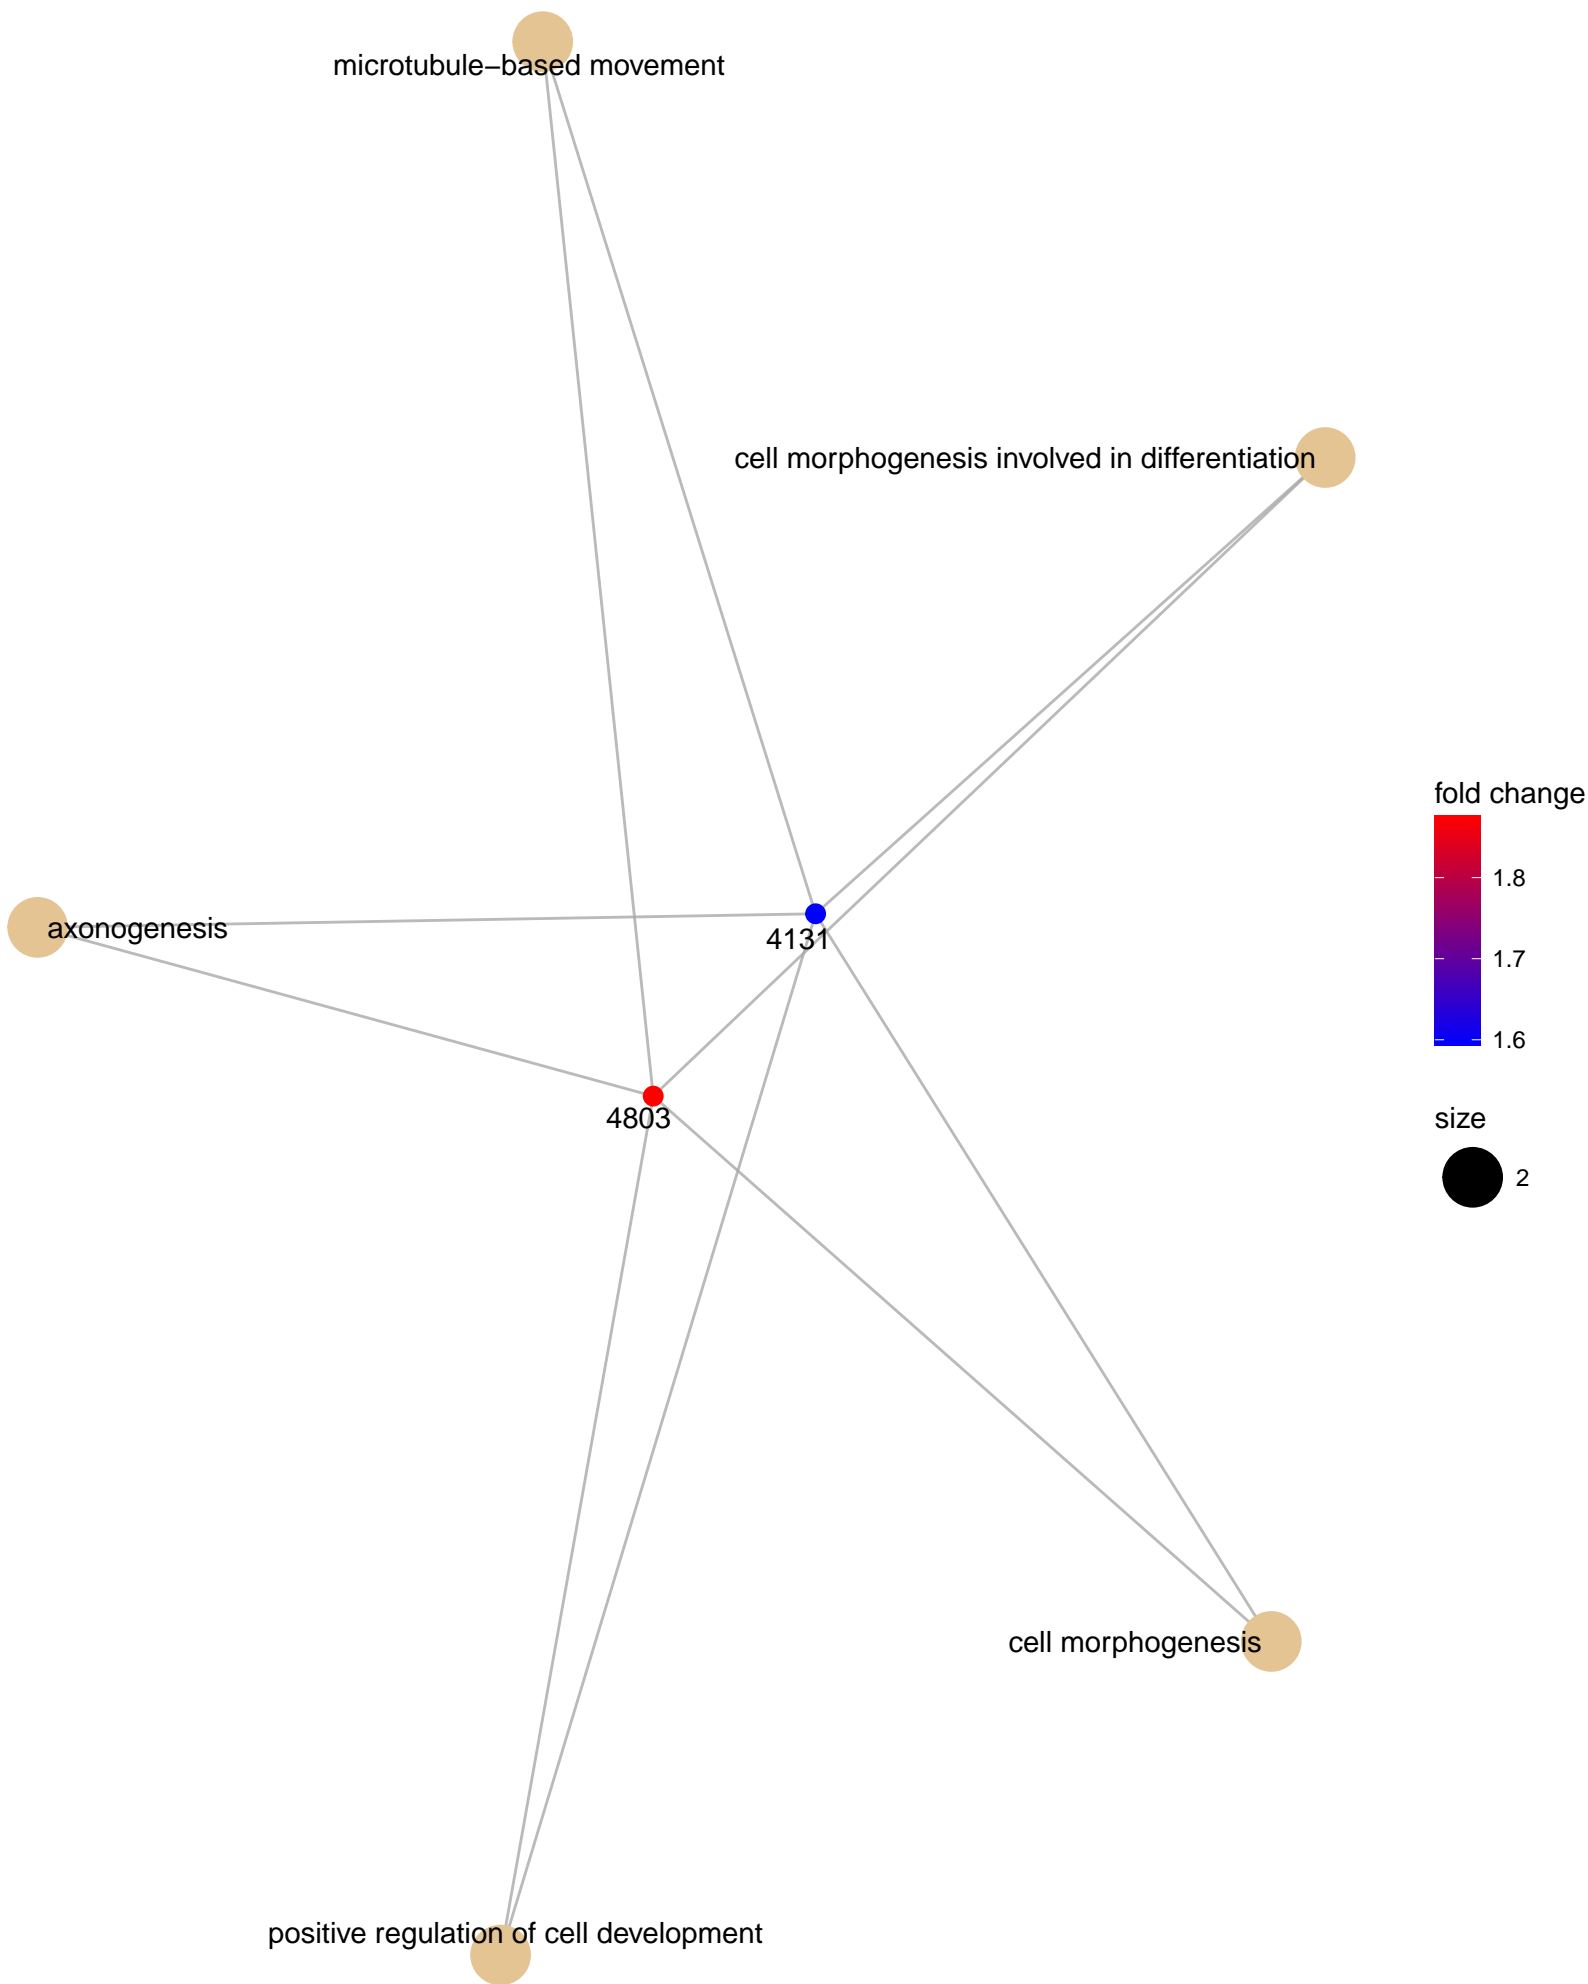 microtubule−based movement
cell morphogenesis involved in differentiation
fold change
1.8
axonogenesis
4131
1.7
1.6
4803
size
2
cell morphogenesis
positive regulation of cell development